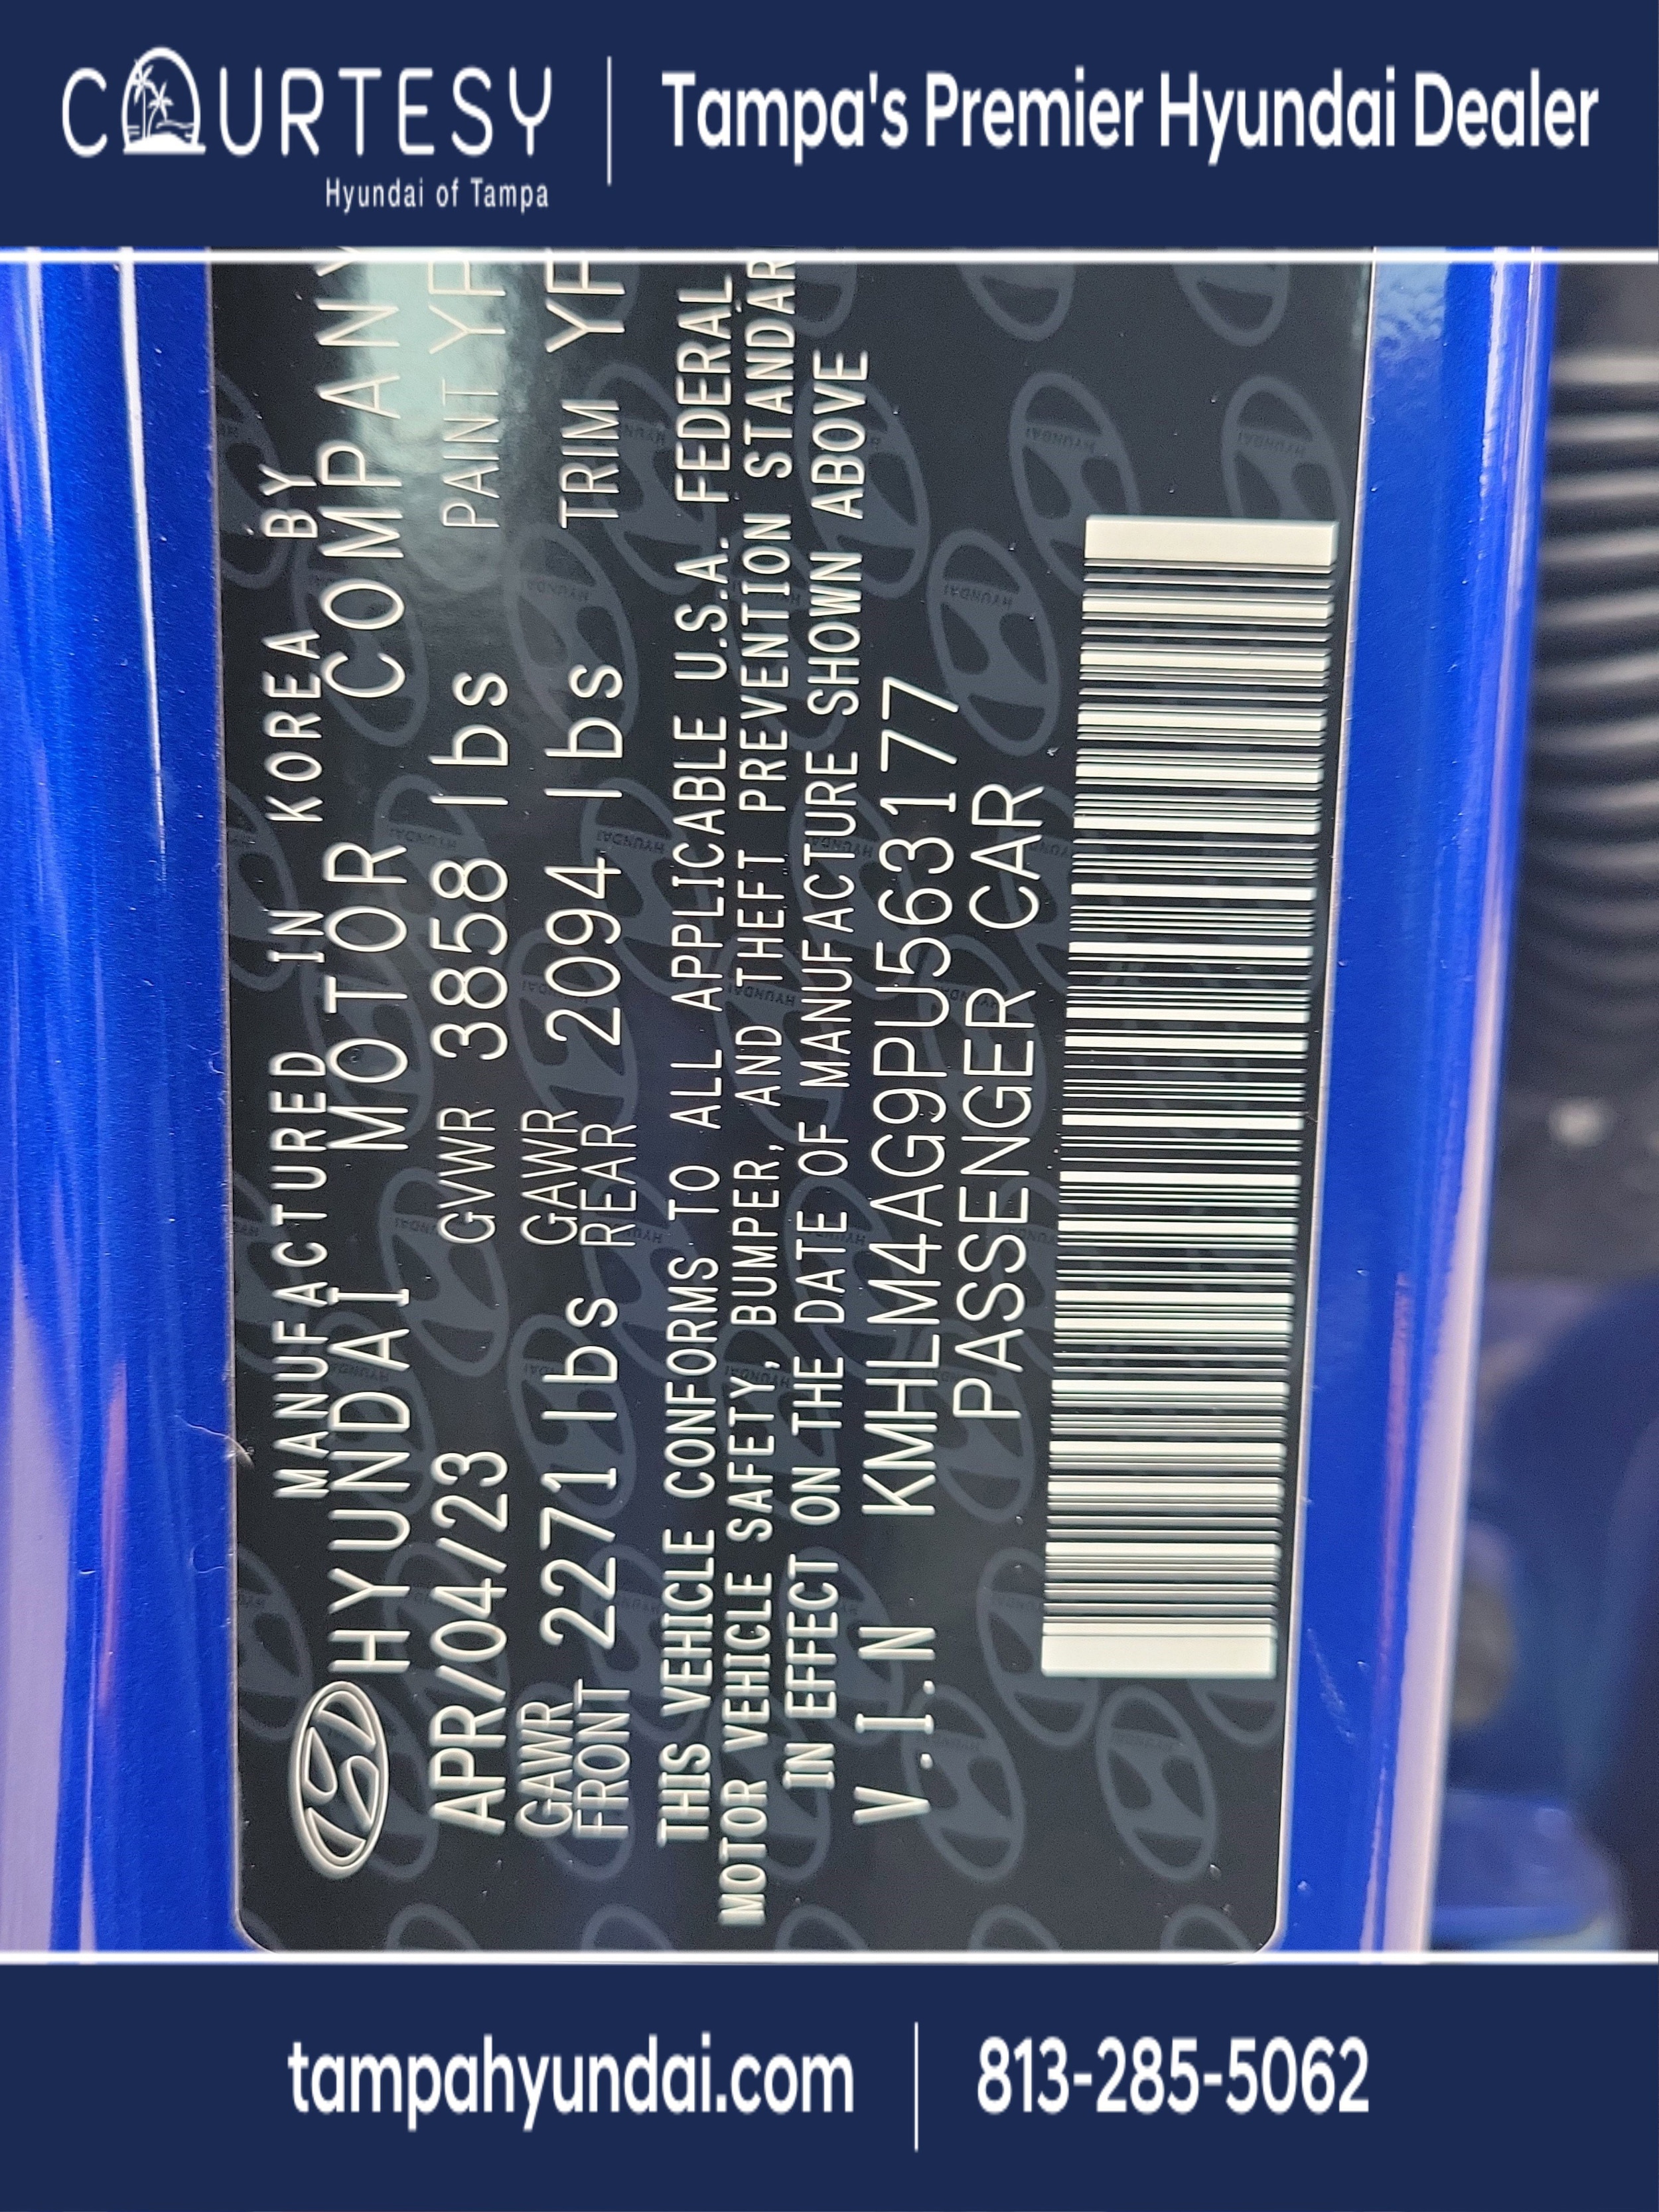 COURTESY
Hyundai of Tampa
Tampa's Premier Hyundai Dealer
MANUFACTURED IN KOREA BY
HYUNDAI MOTOR COMPANY
APR/04/23 GVWR 3858 lbs PAINT
GAWR FRONT 2271 lbs GAWR REAR 2094 lbs TRIM
THIS VEHICLE CONFORMS TO ALL APPLICABLE U.S.A. FEDERAL
MOTOR VEHICLE SAFETY, BUMPER, AND THEFT PREVENTION STANDAR
IN EFFECT ON THE DATE OF MANUFACTURE SHOWN ABOVE
V.I.N KMHLM4AG9PU563177
PASSENGER CAR
tampahyundai.com
813-285-5062